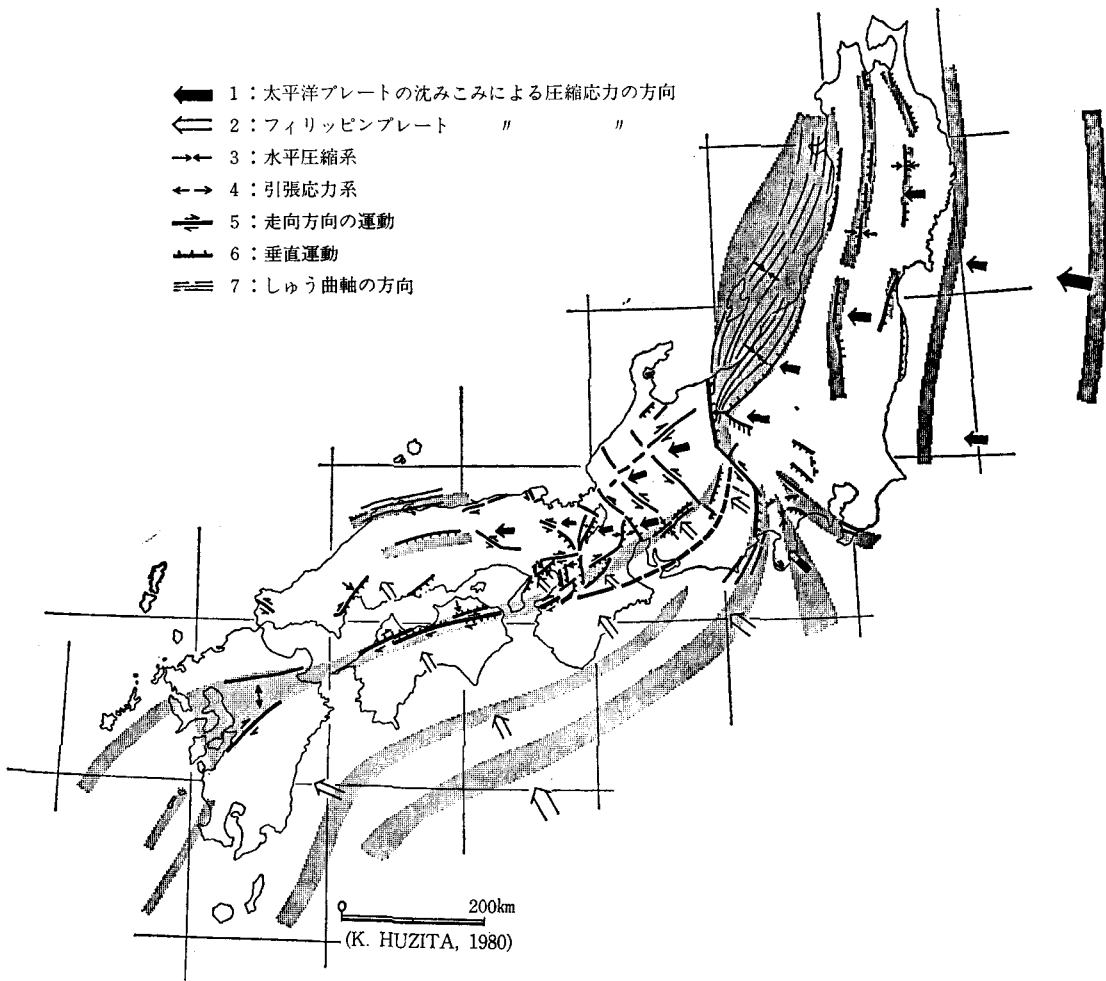 1：太平洋プレートの沈みこみによる圧縮応力の方向
2：フィリッピンプレート　〃　〃
3：水平圧縮系
4：引張応力系
5：走向方向の運動
6：垂直運動
7：しゅう曲軸の方向
0 200km
(K. HUZITA, 1980)